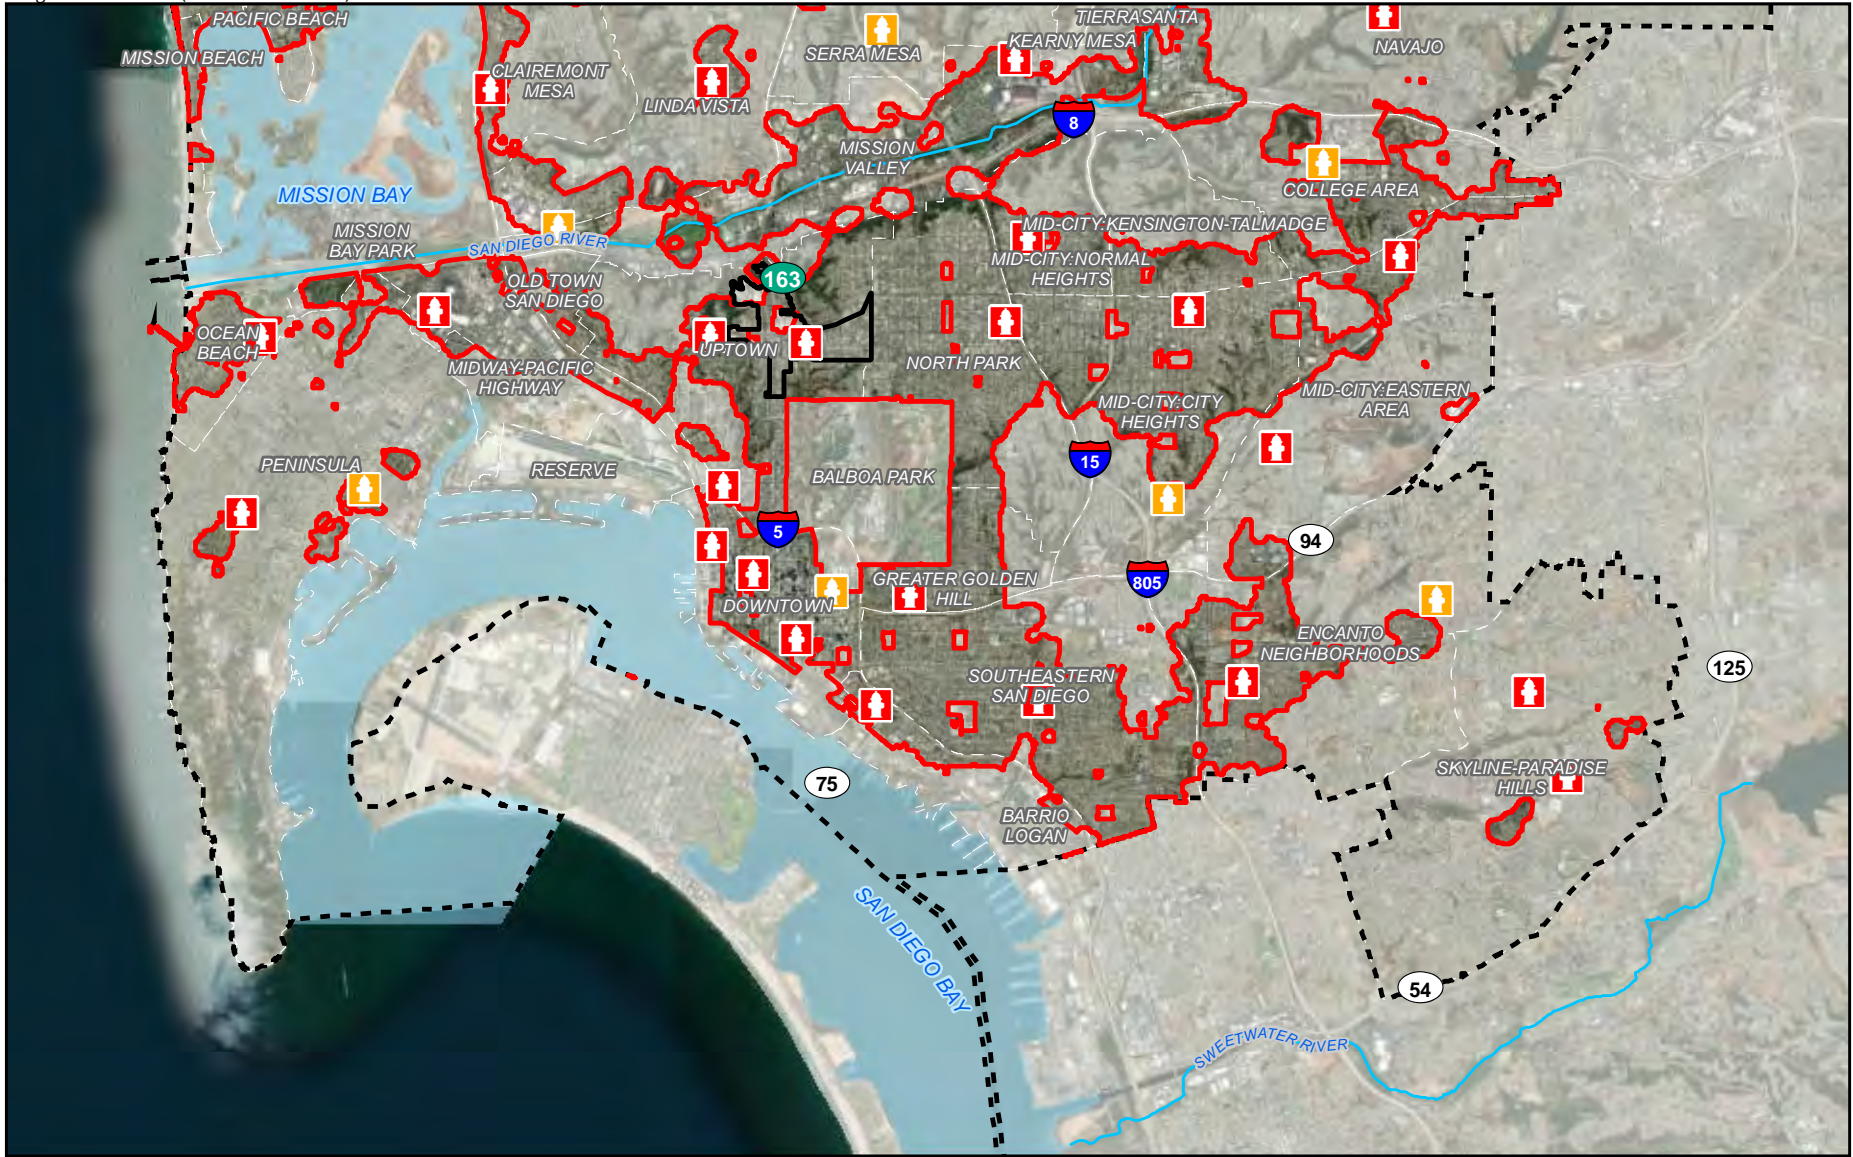 PACIFIC BEACH
TIERRASANTA
MISSION BEACH
SERRA MESA
KEARNY MESA
NAVAJO
CLAIREMONT
MESA
LINDA VISTA
8
MISSION
VALLEY
MISSION BAY
COLLEGE AREA
MISSION
BAY PARK
SAN DIEGO RIVER
MID-CITY:KENSINGTON-TALMADGE
MID-CITY:NORMAL
HEIGHTS
163
OLD TOWN
SAN DIEGO
OCEAN
BEACH
UPTOWN
NORTH PARK
MIDWAY-PACIFIC
HIGHWAY
MID-CITY:CITY
HEIGHTS
MID-CITY:EASTERN
AREA
15
PENINSULA
RESERVE
BALBOA PARK
5
94
805
GREATER GOLDEN
HILL
DOWNTOWN
ENCANTO
NEIGHBORHOODS
125
SOUTHEASTERN
SAN DIEGO
75
SKYLINE-PARADISE
HILLS
BARRIO
LOGAN
SAN DIEGO BAY
54
SWEETWATER RIVER